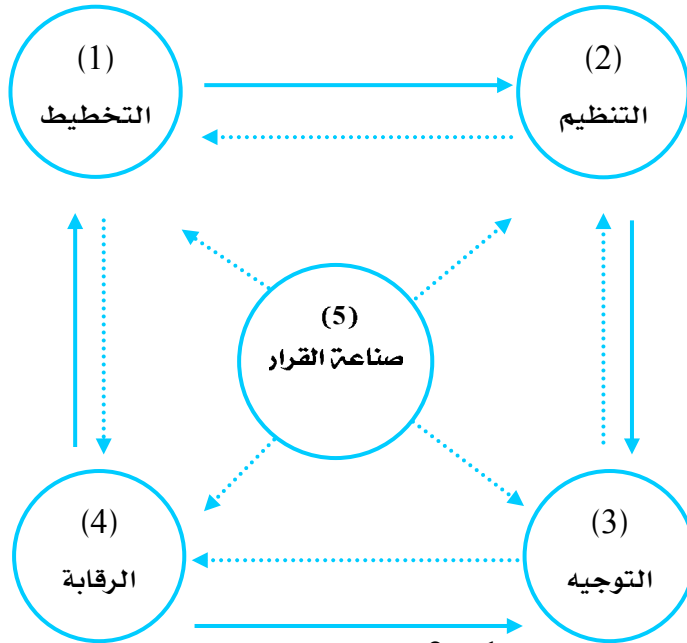 (1)
التخطيط
(2)
التنظيم
(5)
صناعة القرار
(4)
الرقابة
(3)
التوجيه